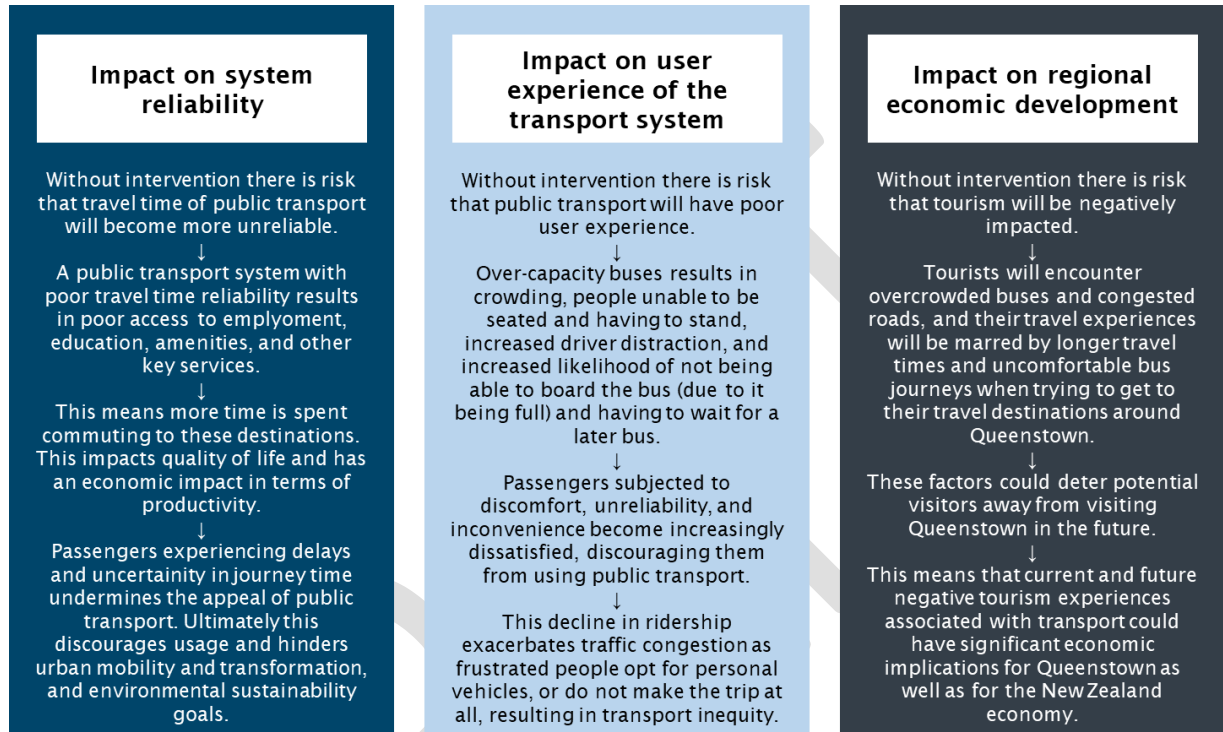 Impact on system
reliability
Without intervention there is risk
that travel time of public transport
will become more unreliable.
↓
A public transport system with
poor travel time reliability results
in poor access to emplyoment,
education, amenities, and other
key services.
↓
This means more time is spent
commuting to these destinations.
This impacts quality of life and has
an economic impact in terms of
productivity.
↓
Passengers experiencing delays
and uncertainity in journey time
undermines the appeal of public
transport. Ultimately this
discourages usage and hinders
urban mobility and transformation,
and environmental sustainability
goals.
Impact on user
experience of the
transport system
Without intervention there is risk
that public transport will have poor
user experience.
↓
Over-capacity buses results in
crowding, people unable to be
seated and having to stand,
increased driver distraction, and
increased likelihood of not being
able to board the bus (due to it
being full) and having to wait for a
later bus.
↓
Passengers subjected to
discomfort, unreliability, and
inconvenience become increasingly
dissatisfied, discouraging them
from using public transport.
↓
This decline in ridership
exacerbates traffic congestion as
frustrated people opt for personal
vehicles, or do not make the trip at
all, resulting in transport inequity.
Impact on regional
economic development
Without intervention there is risk
that tourism will be negatively
impacted.
↓
Tourists will encounter
overcrowded buses and congested
roads, and their travel experiences
will be marred by longer travel
times and uncomfortable bus
journeys when trying to get to
their travel destinations around
Queenstown.
↓
These factors could deter potential
visitors away from visiting
Queenstown in the future.
↓
This means that current and future
negative tourism experiences
associated with transport could
have significant economic
implications for Queenstown as
well as for the New Zealand
economy.